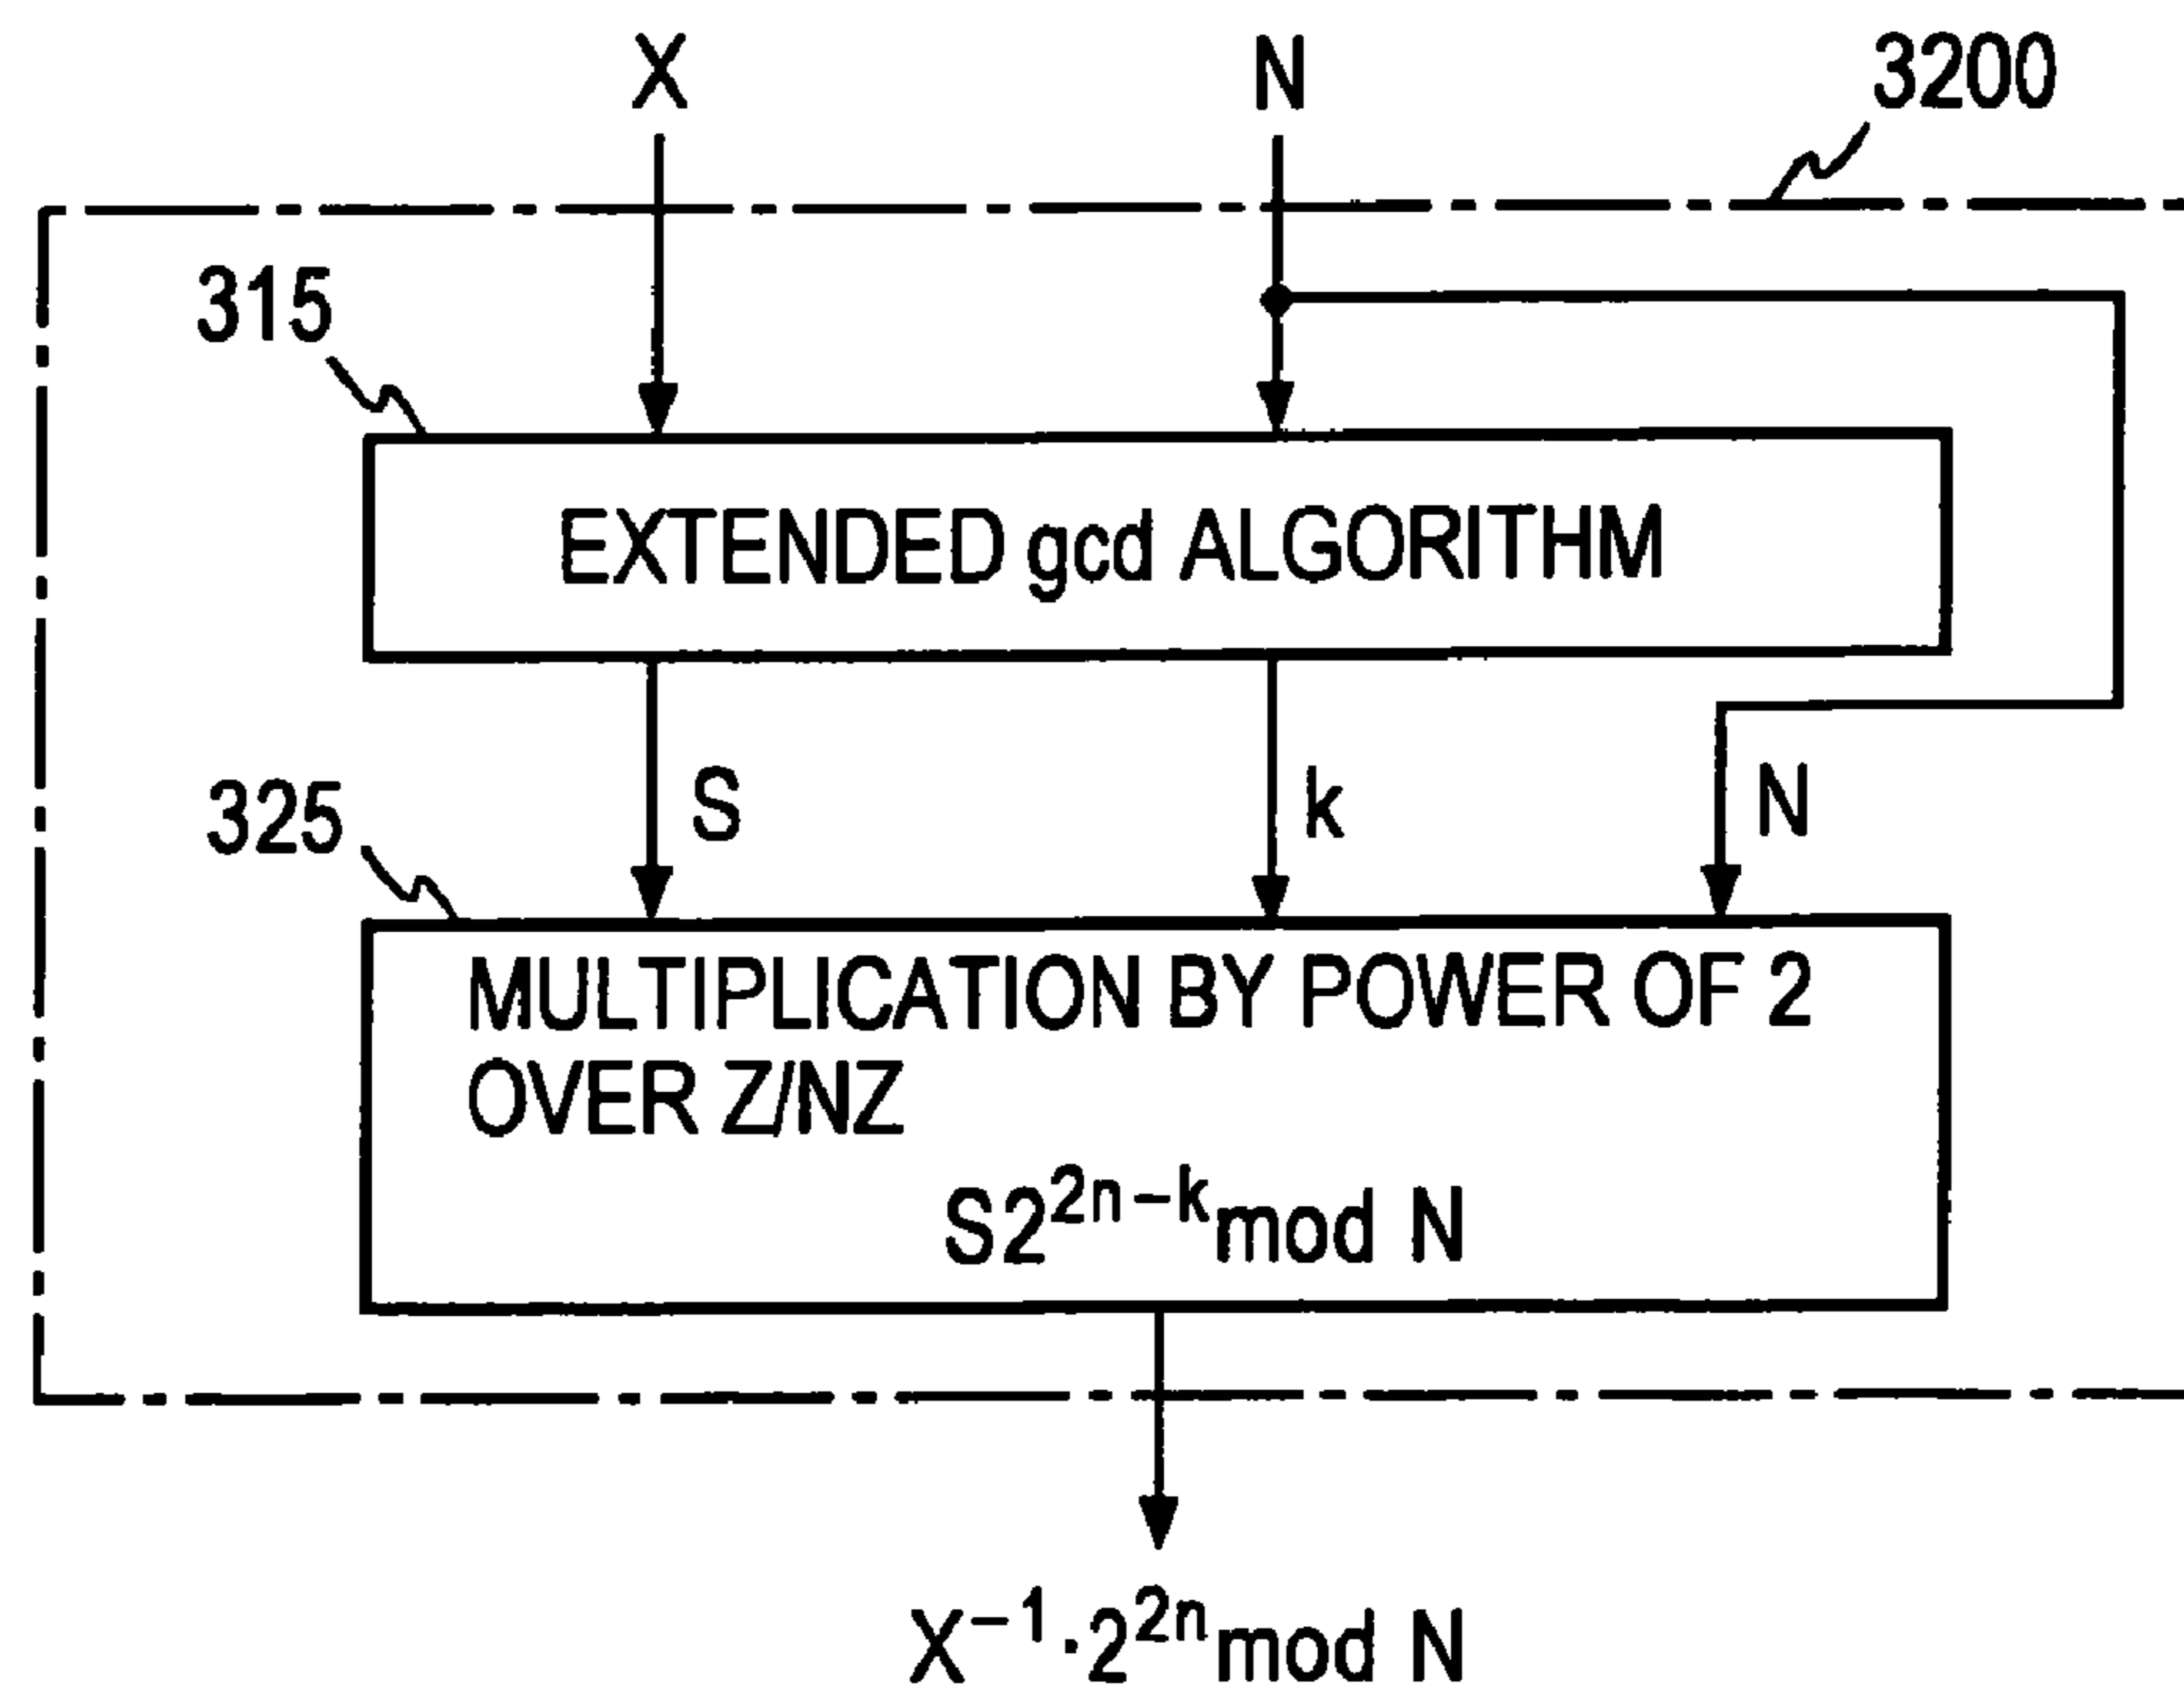 X N 3200
315
EXTENDED gcd ALGORITHM
325 S k N
MULTIPLICATION BY POWER OF 2
OVER Z/NZ
S2^{2n-k} mod N
X^{-1}·2^{2n} mod N